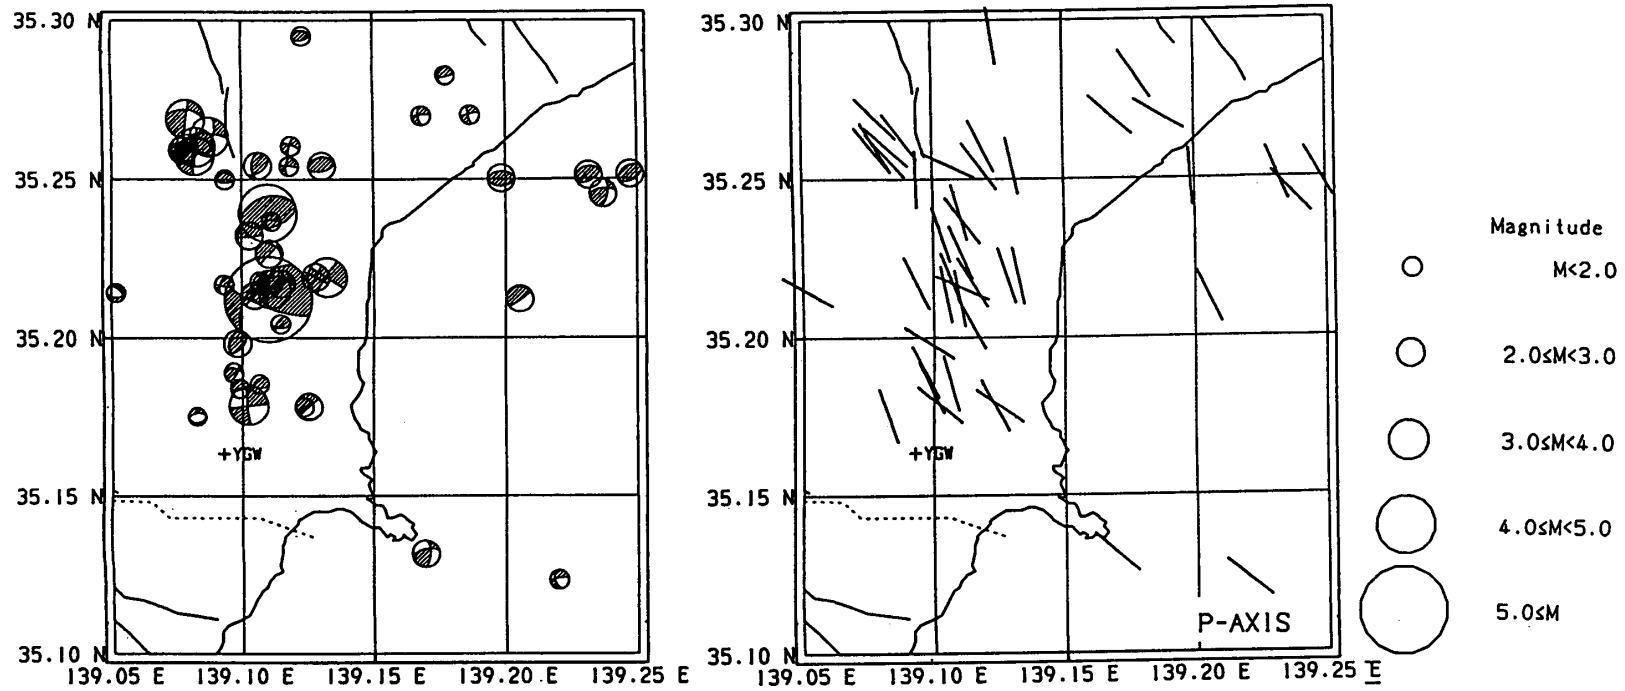 35.30 N
35.25 N
35.20 N
35.15 N
35.10 N
139.05 E 139.10 E 139.15 E 139.20 E 139.25 E
+YGW
35.30 N
35.25 N
35.20 N
35.15 N
35.10 N
139.05 E 139.10 E 139.15 E 139.20 E 139.25 E
+YGW
P-AXIS
Magnitude
M<2.0
2.0≤M<3.0
3.0≤M<4.0
4.0≤M<5.0
5.0≤M